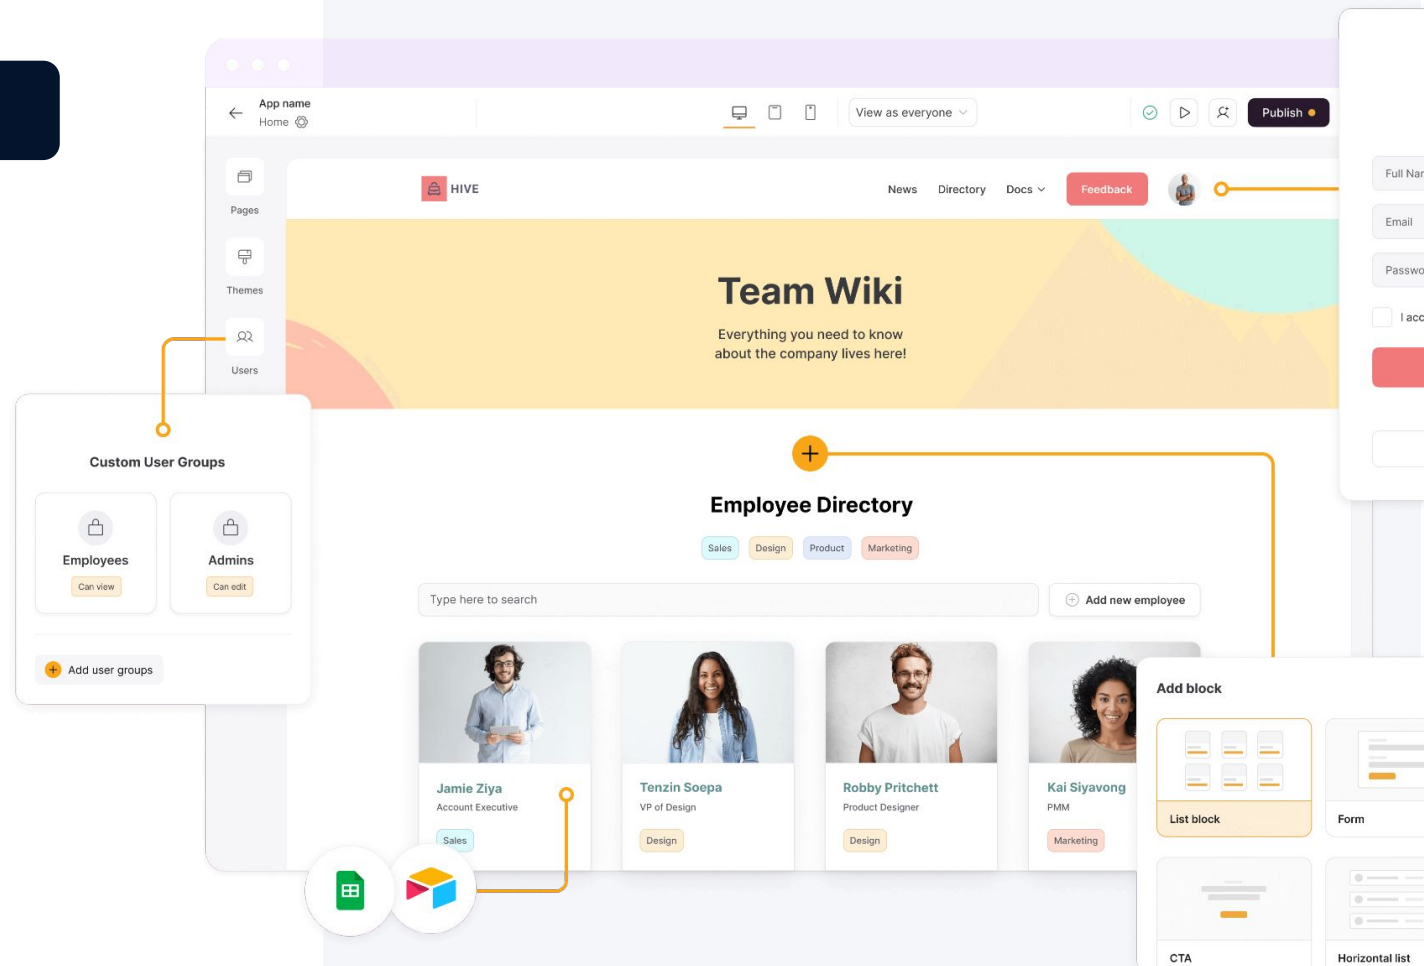 App name
Home
View as everyone
Publish
Pages
Themes
Users
HIVE
News
Directory
Docs
Feedback
Team Wiki
Everything you need to know
about the company lives here!
Full Nar
Email
Passwo
I acc
Custom User Groups
Employees
Can view
Admins
Can edit
Add user groups
Employee Directory
Sales
Design
Product
Marketing
Type here to search
Add new employee
Jamie Ziya
Account Executive
Sales
Tenzin Soepa
VP of Design
Design
Robby Pritchett
Product Designer
Design
Kai Siyavong
PMM
Marketing
Add block
List block
Form
CTA
Horizontal list